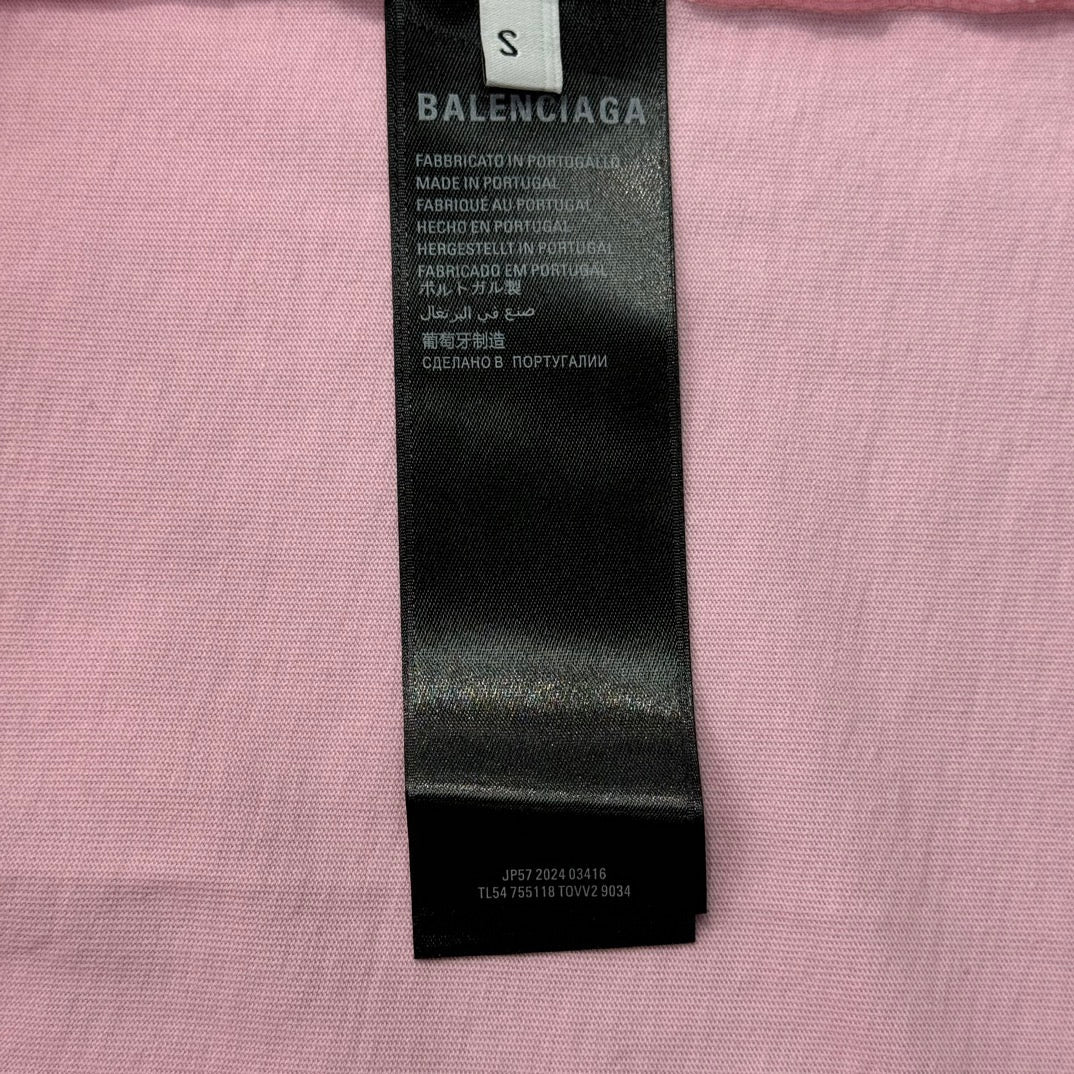 S
BALENCIAGA
FABBRICATO IN PORTOGALLO
MADE IN PORTUGAL
FABRIQUÉ AU PORTUGAL
HECHO EN PORTUGAL
HERGESTELLT IN PORTUGAL
FABRICADO EM PORTUGAL
ポルトガル製
صنع في البرتغال
葡萄牙制造
СДЕЛАНО В ПОРТУГАЛИИ
JP57 2024 03416
TL54 755118 TOVV2 9034